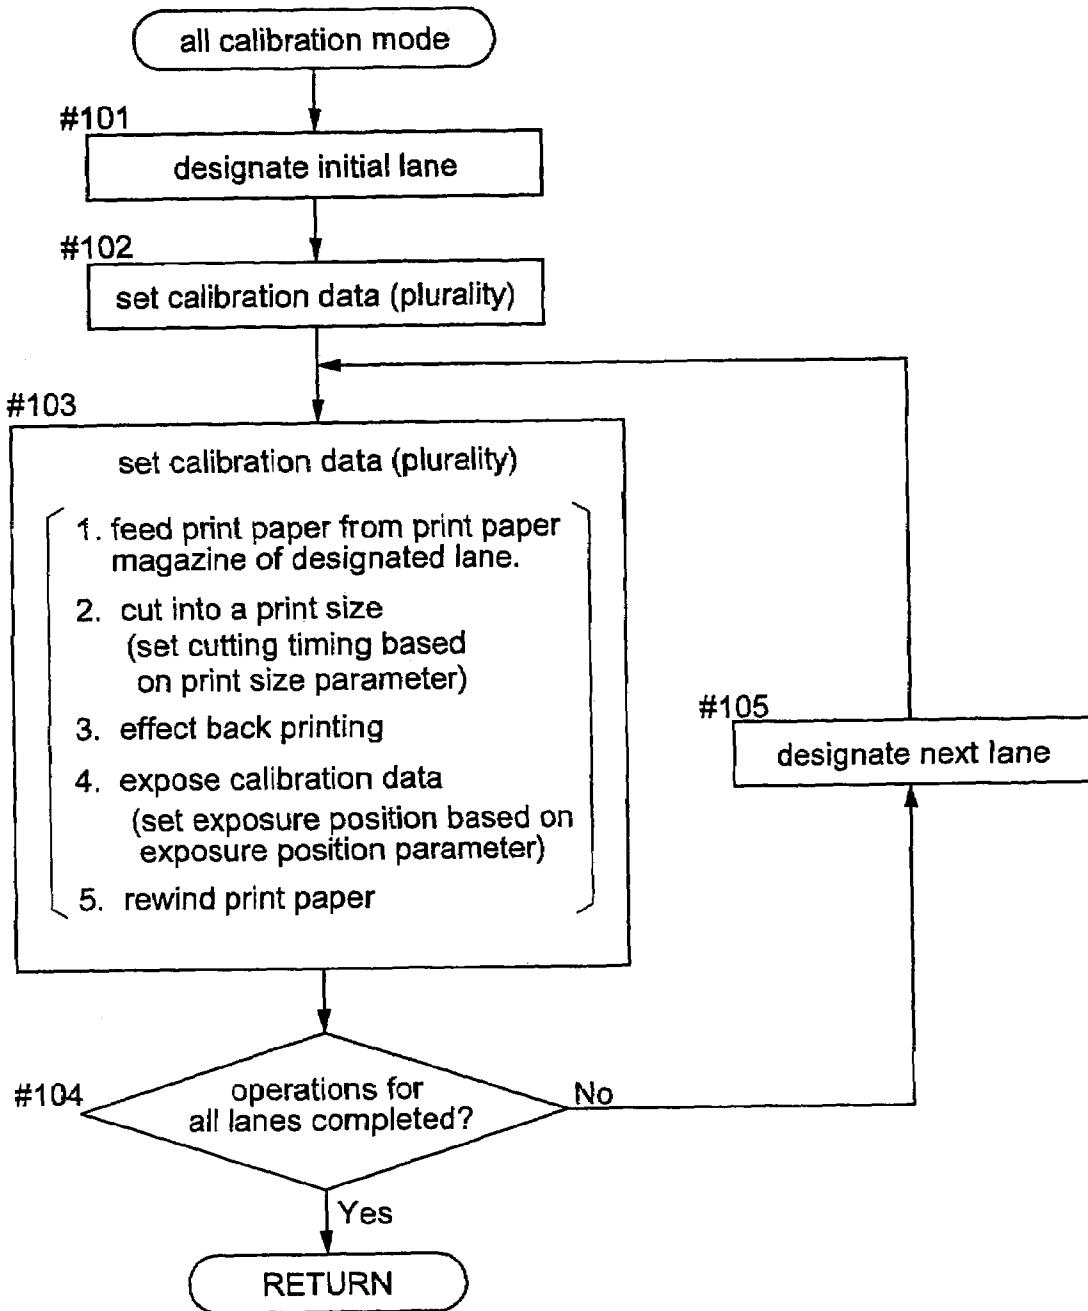 all calibration mode
#101
designate initial lane
#102
set calibration data (plurality)
#103
set calibration data (plurality)
1. feed print paper from print paper
magazine of designated lane.
2. cut into a print size
(set cutting timing based
on print size parameter)
3. effect back printing
4. expose calibration data
(set exposure position based on
exposure position parameter)
5. rewind print paper
#105
designate next lane
#104
operations for
all lanes completed?
No
Yes
RETURN